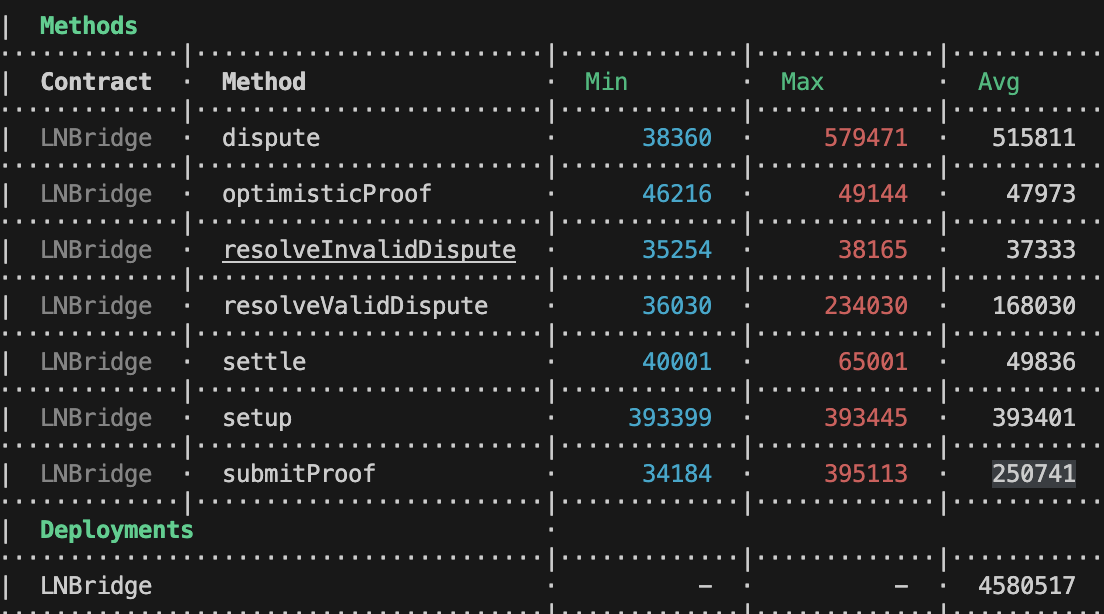 | Methods
| Contract · Method · Min · Max · Avg
| LNBridge · dispute · 38360 · 579471 · 515811
| LNBridge · optimisticProof · 46216 · 49144 · 47973
| LNBridge · resolveInvalidDispute · 35254 · 38165 · 37333
| LNBridge · resolveValidDispute · 36030 · 234030 · 168030
| LNBridge · settle · 40001 · 65001 · 49836
| LNBridge · setup · 393399 · 393445 · 393401
| LNBridge · submitProof · 34184 · 395113 · 250741
| Deployments ·
| LNBridge · – · – · 4580517